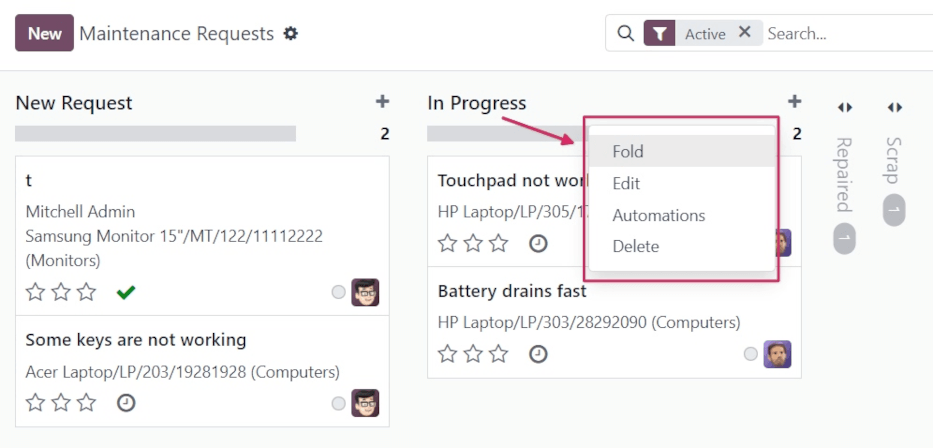 New Maintenance Requests
Active Search...
New Request
2
t
Mitchell Admin
Samsung Monitor 15"/MT/122/11112222
(Monitors)
Some keys are not working
Acer Laptop/LP/203/19281928 (Computers)
In Progress
2
Touchpad not wor
HP Laptop/LP/305/1
Fold
Edit
Automations
Delete
Battery drains fast
HP Laptop/LP/303/28292090 (Computers)
Repaired
1
Scrap
1